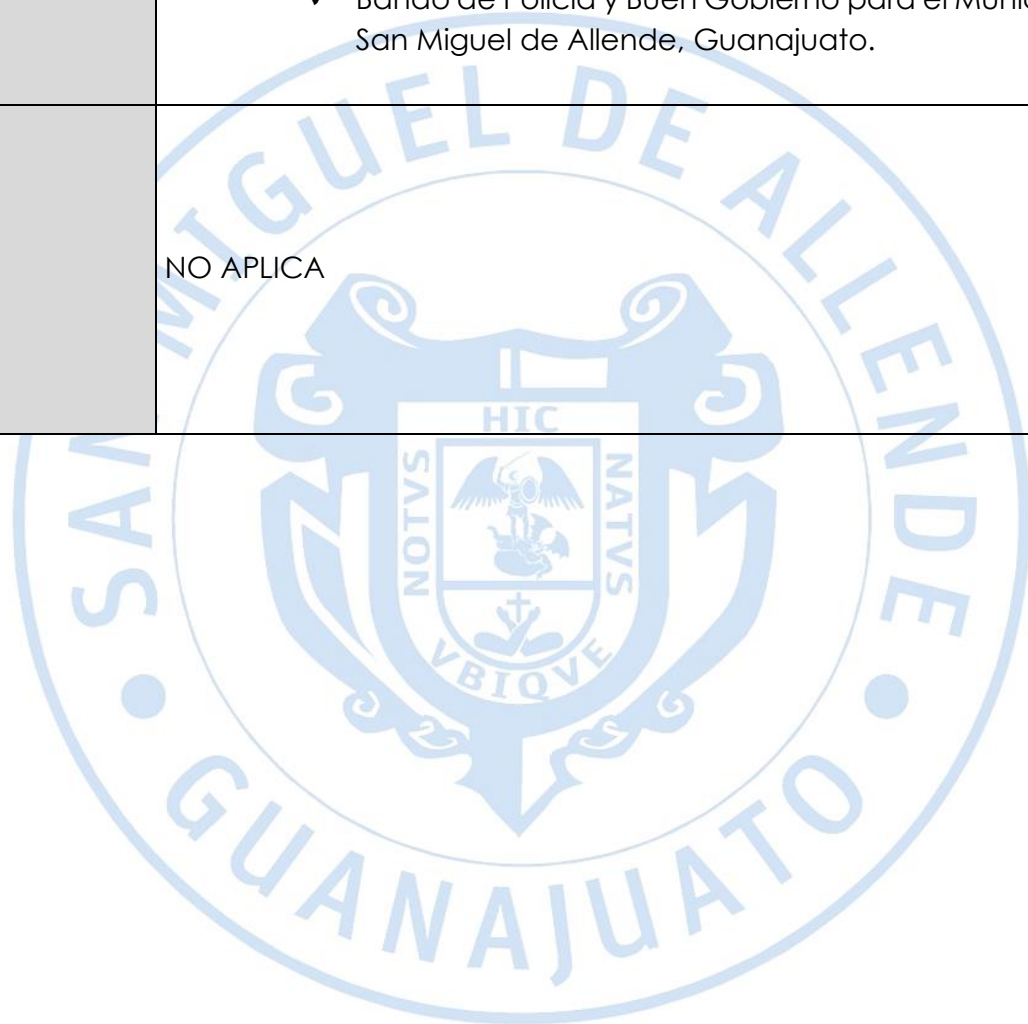 Bando de Policía y Buen Gobierno para el
San Miguel de Allende, Guanajuato.
NO APLICA
SAN MIGUEL DE ALLENDE
HIC
NOTVS
NATVS
VBIQVE
• GUANAJUATO •